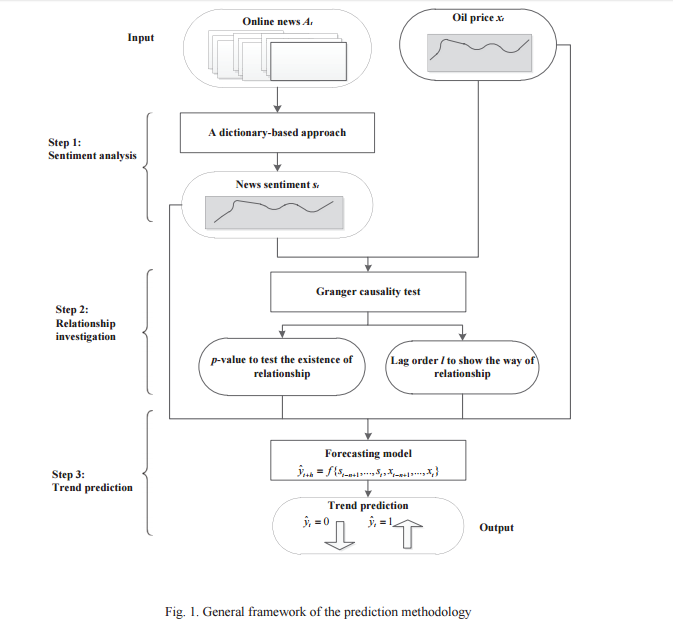 Online news Aₜ
Oil price xₜ
Input
A dictionary-based approach
Step 1:
Sentiment analysis
News sentiment sₜ
Granger causality test
Step 2:
Relationship
investigation
p-value to test the existence of
relationship
Lag order l to show the way of
relationship
Forecasting model
ŷₜ₊ₕ = f{sₜ₋ₙ₊₁,...,sₜ,xₜ₋ₙ₊₁,...,xₜ}
Step 3:
Trend prediction
Trend prediction
ŷₜ = 0 ŷₜ = 1
Output
Fig. 1. General framework of the prediction methodology